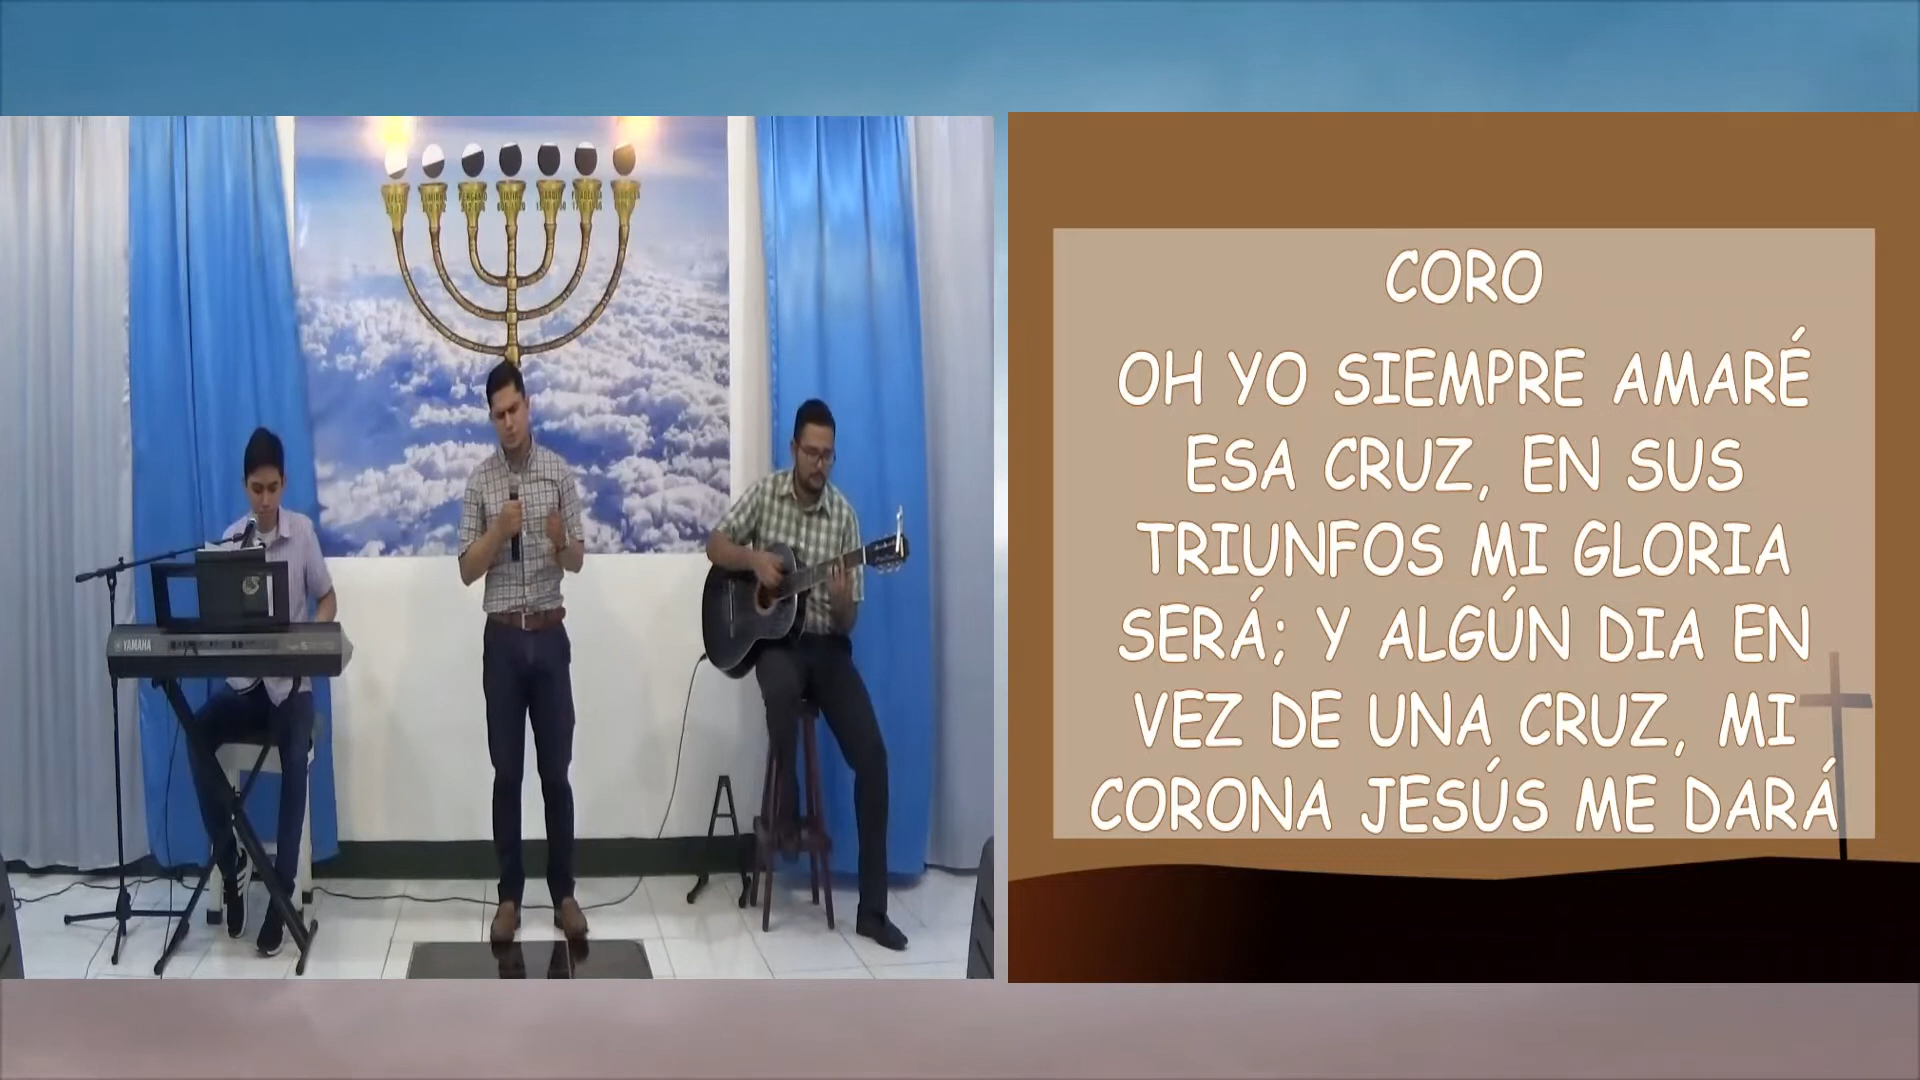 CORO
OH YO SIEMPRE AMARÉ
ESA CRUZ, EN SUS
TRIUNFOS MI GLORIA
SERÁ; Y ALGÚN DIA EN
VEZ DE UNA CRUZ, MI
CORONA JESÚS ME DARÁ
YAMAHA